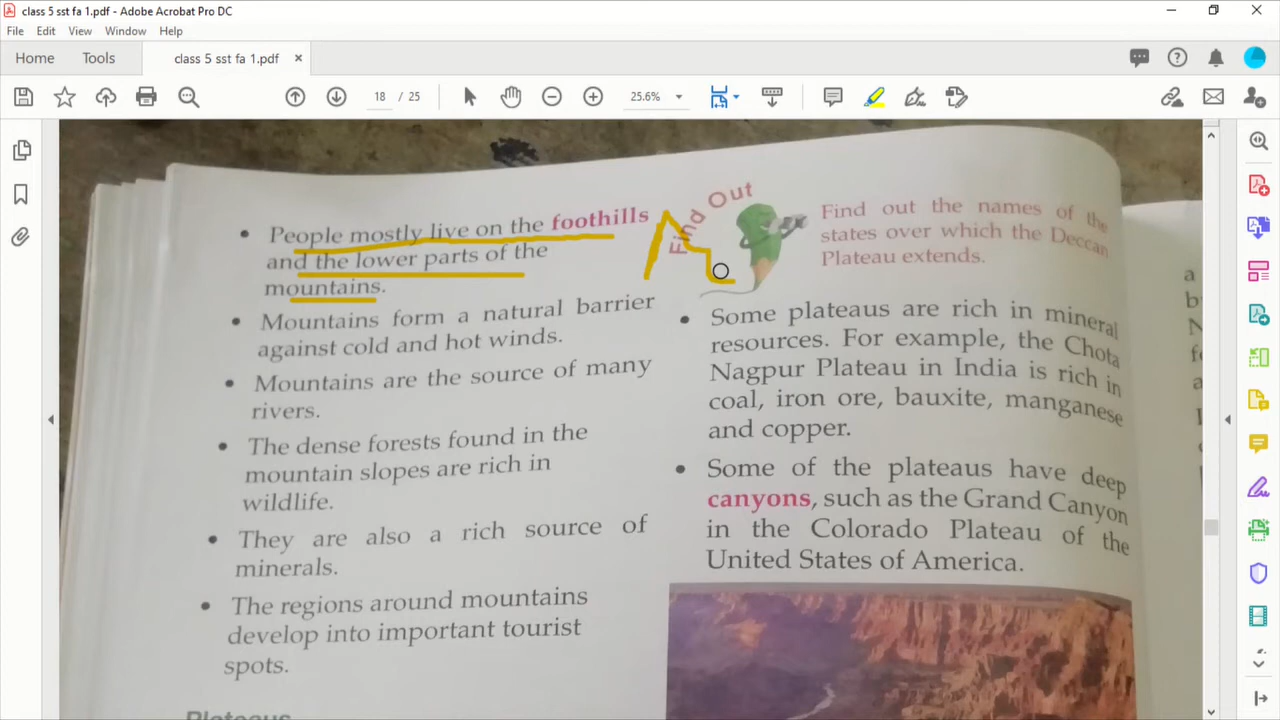 class 5 sst fa 1.pdf - Adobe Acrobat Pro DC
File Edit View Window Help
Home Tools class 5 sst fa 1.pdf
18 / 25 25.6%
• People mostly live on the foothills
and the lower parts of the
mountains.
• Mountains form a natural barrier
against cold and hot winds.
• Mountains are the source of many
rivers.
• The dense forests found in the
mountain slopes are rich in
wildlife.
• They are also a rich source of
minerals.
• The regions around mountains
develop into important tourist
spots.
Plateaus
Find Out
Find out the names of the
states over which the Deccan
Plateau extends.
• Some plateaus are rich in mineral
resources. For example, the Chota
Nagpur Plateau in India is rich in
coal, iron ore, bauxite, manganese
and copper.
• Some of the plateaus have deep
canyons, such as the Grand Canyon
in the Colorado Plateau of the
United States of America.
a